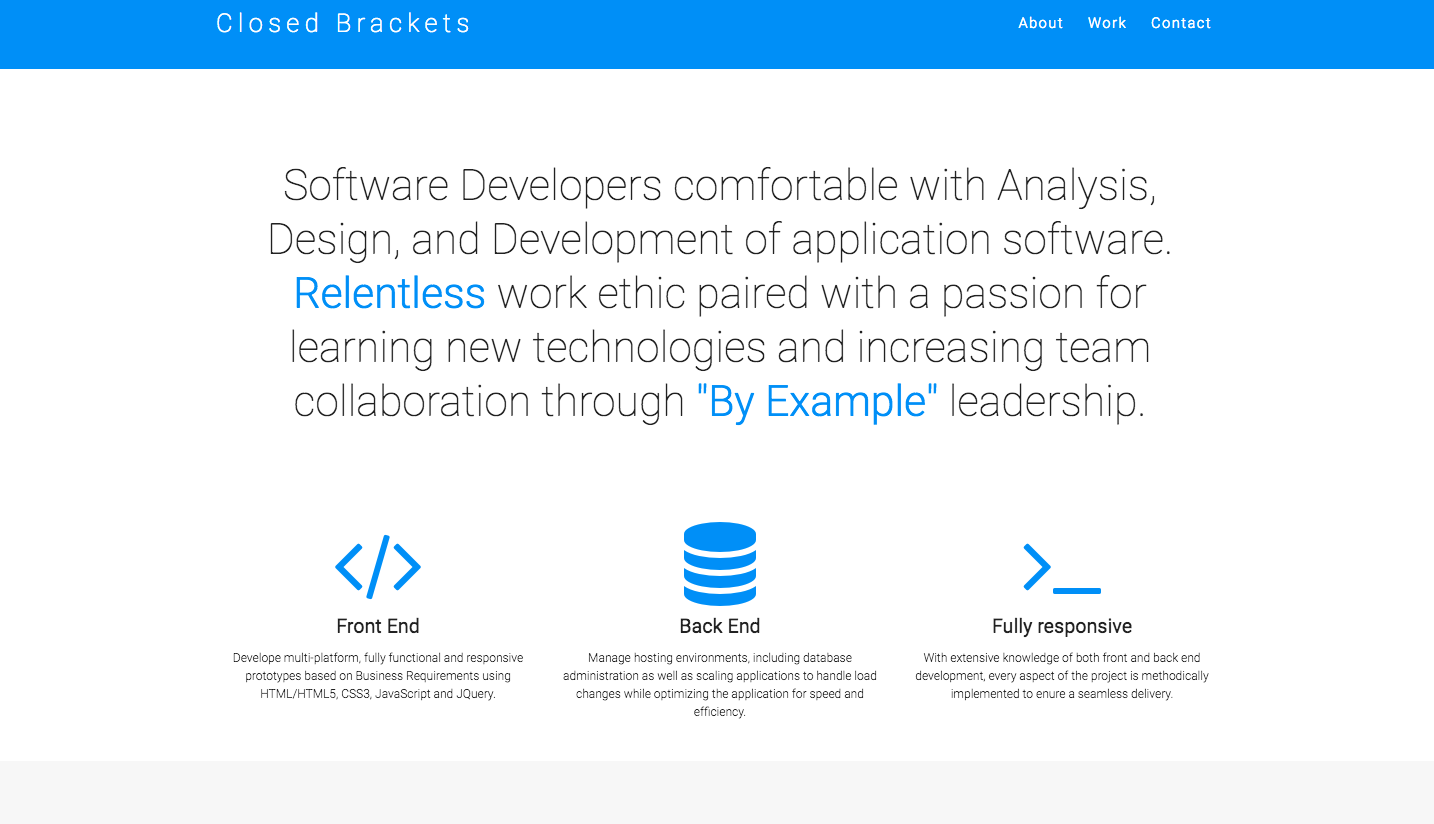 Closed Brackets
About Work Contact
Software Developers comfortable with Analysis,
Design, and Development of application software.
Relentless work ethic paired with a passion for
learning new technologies and increasing team
collaboration through "By Example" leadership.
Front End
Develope multi-platform, fully functional and responsive
prototypes based on Business Requirements using
HTML/HTML5, CSS3, JavaScript and JQuery.
Back End
Manage hosting environments, including database
administration as well as scaling applications to handle load
changes while optimizing the application for speed and
efficiency.
Fully responsive
With extensive knowledge of both front and back end
development, every aspect of the project is methodically
implemented to enure a seamless delivery.